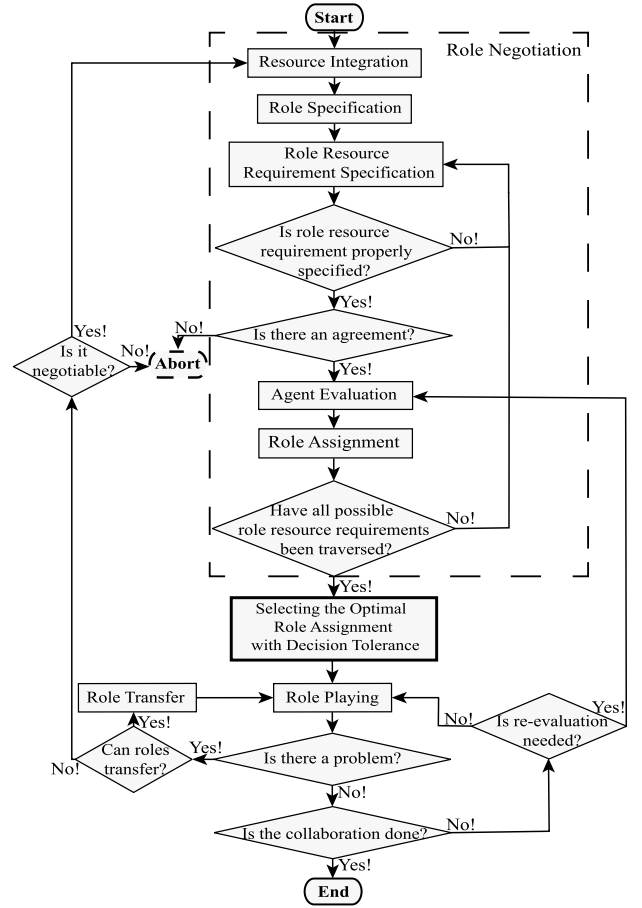 Start
Role Negotiation
Resource Integration
Role Specification
Role Resource
Requirement Specification
Is role resource
requirement properly
specified?
No!
Yes!
No!
Is there an agreement?
Yes!
Is it
negotiable?
Yes!
No!
Abort
Yes!
Agent Evaluation
Role Assignment
Have all possible
role resource requirements
been traversed?
No!
Yes!
Selecting the Optimal
Role Assignment
with Decision Tolerance
Role Transfer
Role Playing
Yes!
No!
Is re-evaluation
needed?
Yes!
Can roles
transfer?
No!
Yes!
Is there a problem?
No!
Is the collaboration done?
No!
Yes!
End